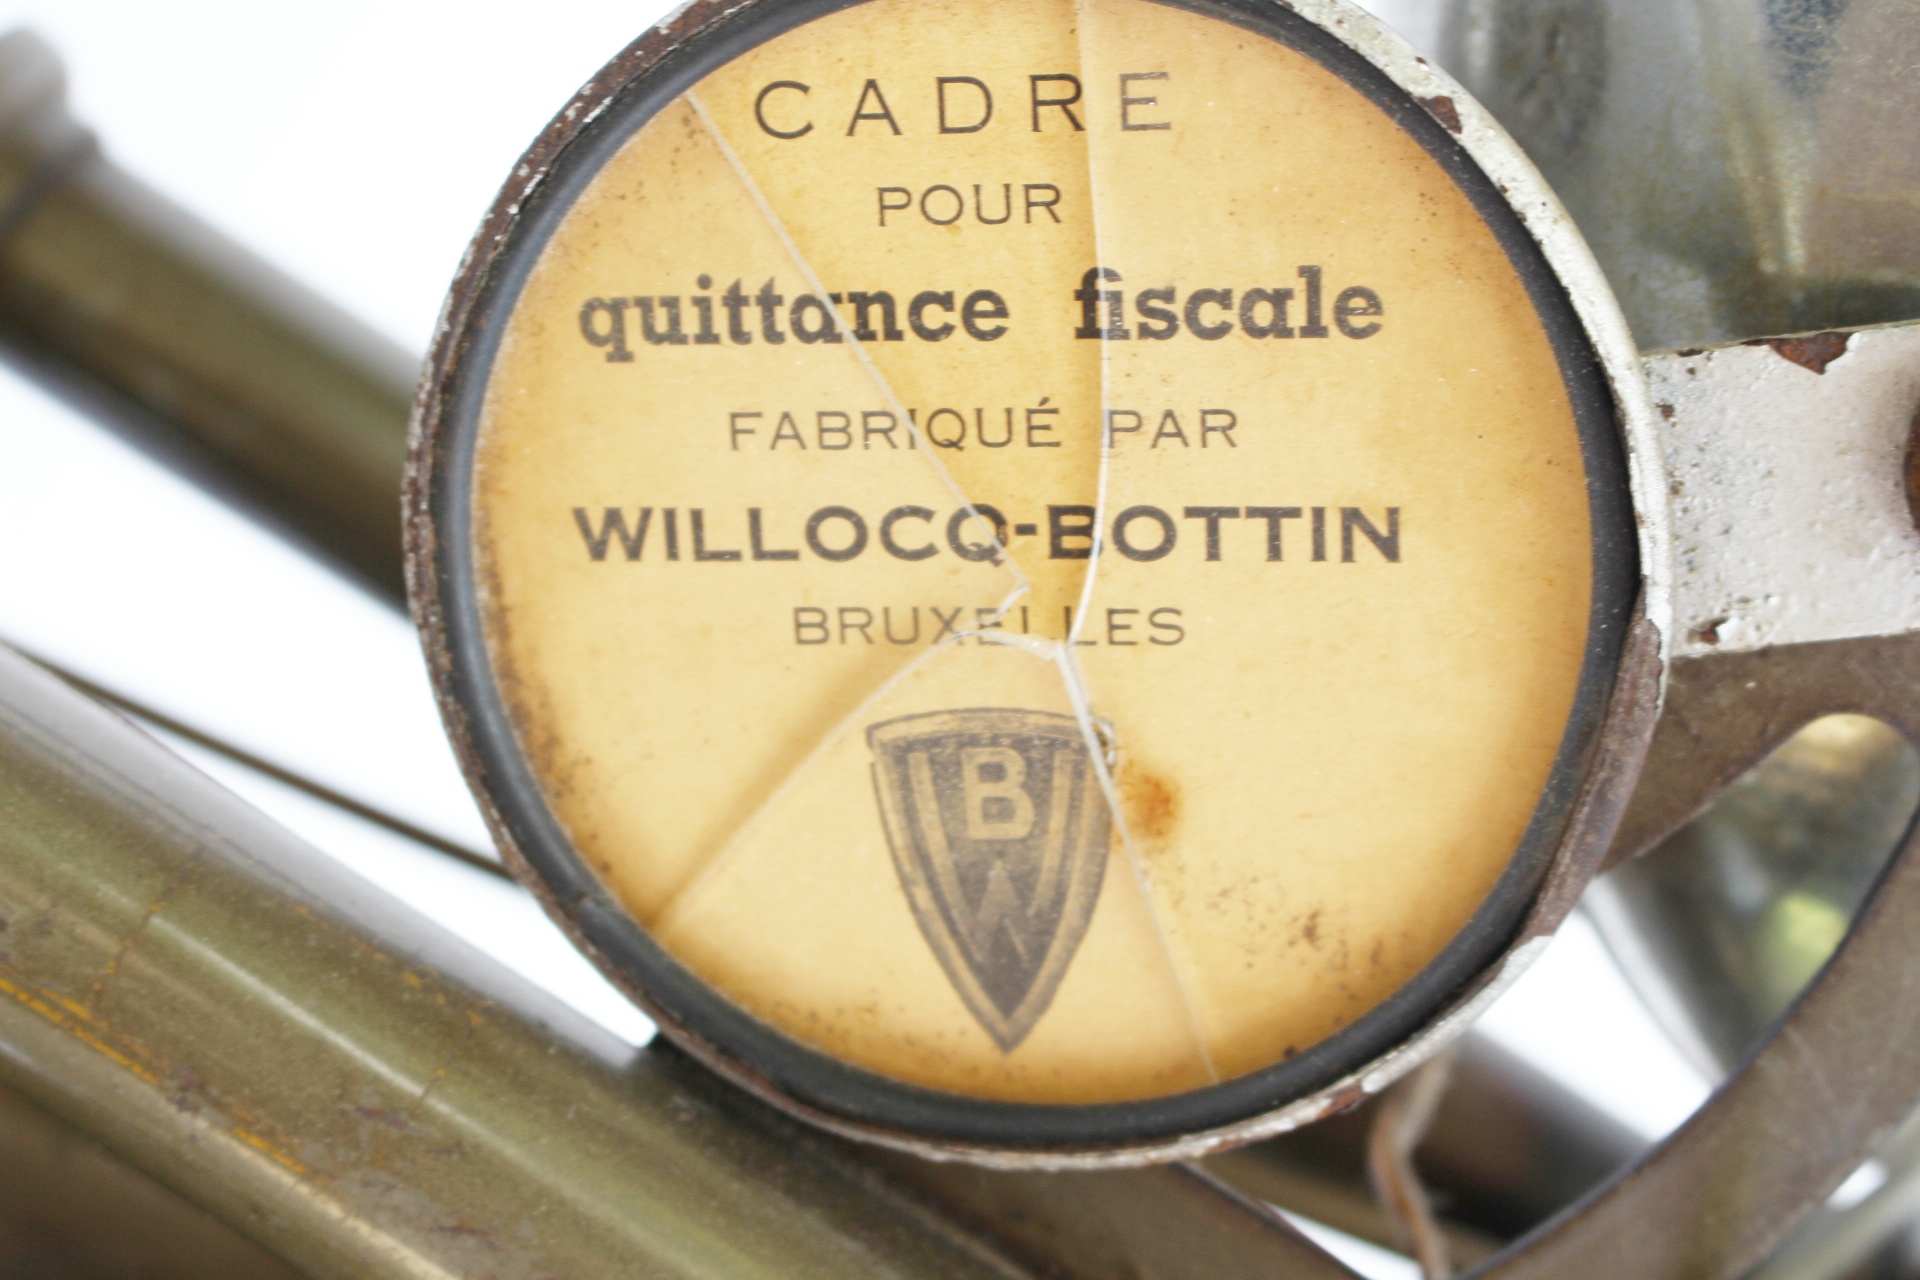 CADRE
POUR
quittance fiscale
FABRIQUÉ PAR
WILLOCQ-BOTTIN
BRUXELLES
B
W